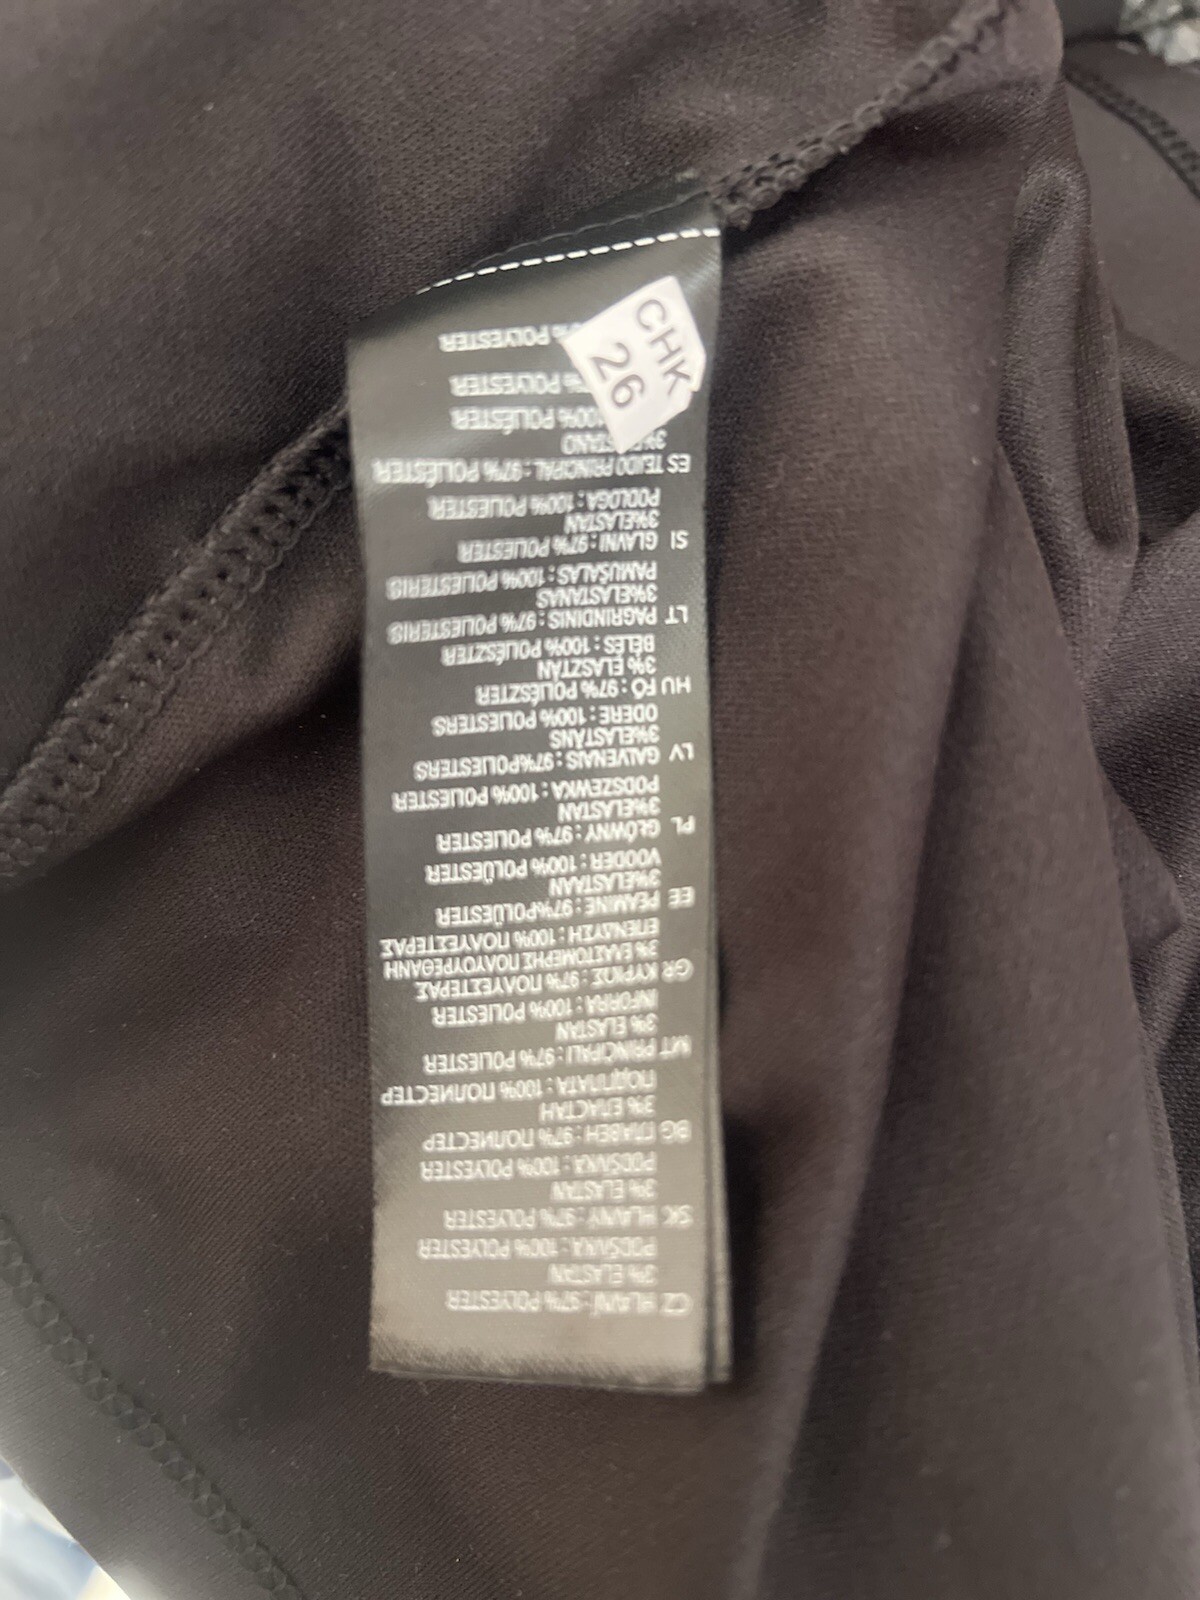 CZ HLAVNÍ : 97% POLYESTER
3% ELASTAN
PODŠÍVKA : 100% POLYESTER
SK HLAVNÝ : 97% POLYESTER
3% ELASTAN
PODŠÍVKA : 100% POLYESTER
BG ГЛАВЕН : 97% ПОЛИЕСТЕР
3% ЕЛАСТАН
ПОДПЛАТА : 100% ПОЛИЕСТЕР
MT PRINĊIPALI : 97% POLIESTER
3% ELASTAN
INFORRA : 100% POLIESTER
GR ΚΥΡΙΩΣ : 97% ΠΟΛΥΕΣΤΕΡΑΣ
3% ΕΛΑΣΤΟΜΕΡΗΣ ΠΟΛΥΟΥΡΕΘΑΝΗ
ΕΠΕΝΔΥΣΗ : 100% ΠΟΛΥΕΣΤΕΡΑΣ
EE PEAMINE : 97%POLÜESTER
3%ELASTAAN
VOODER : 100% POLÜESTER
PL GŁÓWNY : 97% POLIESTER
3%ELASTAN
PODSZEWKA : 100% POLIESTER
LV GALVENAIS : 97%POLIESTERS
3%ELASTĀNS
ODERE : 100% POLIESTERS
HU FŐ : 97% POLIÉSZTER
3% ELASZTÁN
BÉLÉS : 100% POLIÉSZTER
LT PAGRINDINIS : 97% POLIESTERIS
3%ELASTANAS
PAMUŠALAS : 100% POLIESTERIS
SI GLAVNI : 97% POLIESTER
3%ELASTAN
PODLOGA : 100% POLIESTER
ES TEJIDO PRINCIPAL : 97% POLIÉSTER
100% POLIÉSTER
% POLYESTER
% POLYESTER
CHK
26